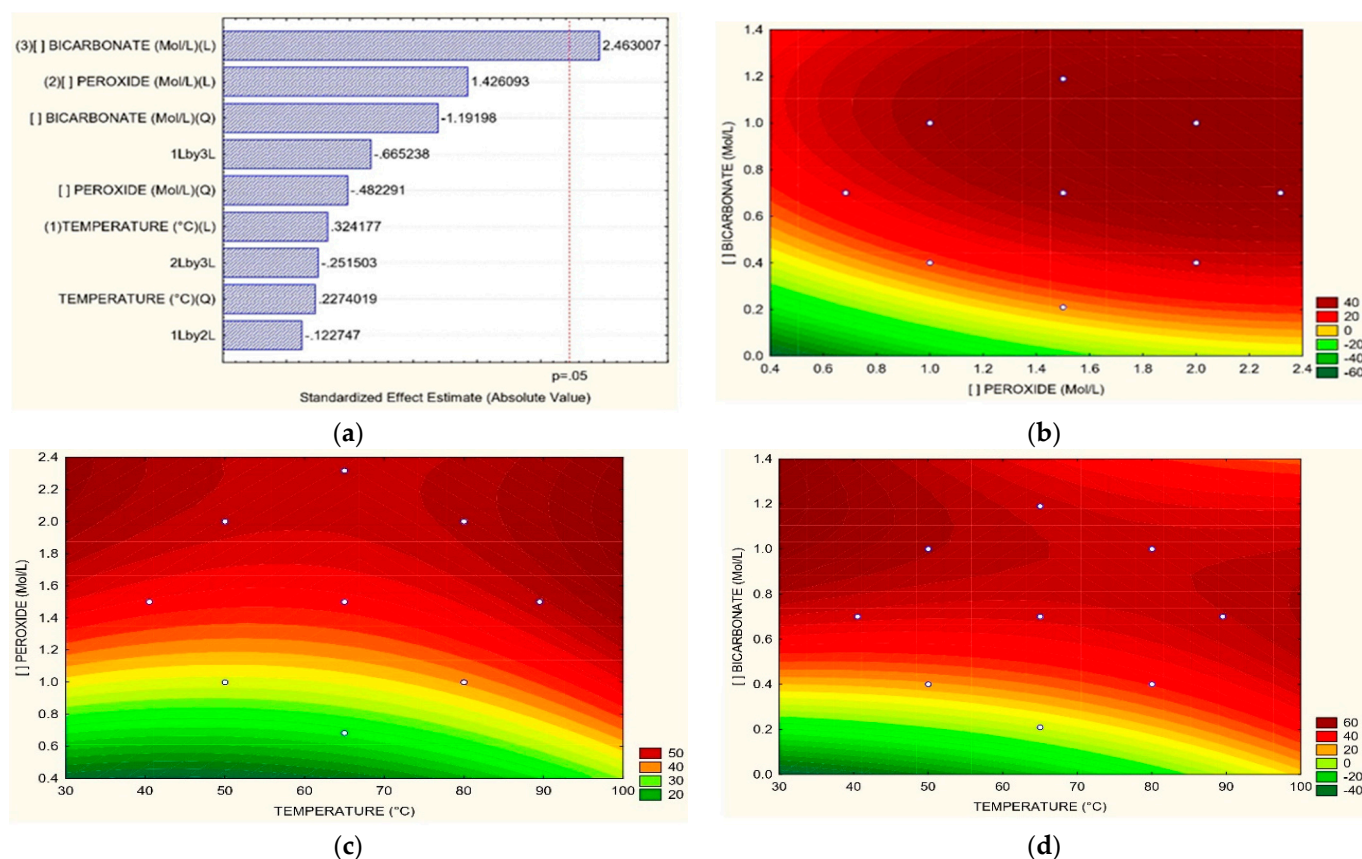 (3)[ ] BICARBONATE (Mol/L)(L)
2.463007
(2)[ ] PEROXIDE (Mol/L)(L)
1.426093
[ ] BICARBONATE (Mol/L)(Q)
-1.19198
1Lby3L
-.665238
[ ] PEROXIDE (Mol/L)(Q)
-.482291
(1)TEMPERATURE (°C)(L)
.324177
2Lby3L
-.251503
TEMPERATURE (°C)(Q)
.2274019
1Lby2L
-.122747
p=.05
Standardized Effect Estimate (Absolute Value)
(a)
[ ] BICARBONATE (Mol/L)
1.4
1.2
1.0
0.8
0.6
0.4
0.2
0.0
0.4 0.6 0.8 1.0 1.2 1.4 1.6 1.8 2.0 2.2 2.4
[ ] PEROXIDE (Mol/L)
40
20
0
-20
-40
-60
(b)
[ ] PEROXIDE (Mol/L)
2.4
2.2
2.0
1.8
1.6
1.4
1.2
1.0
0.8
0.6
0.4
30 40 50 60 70 80 90 100
TEMPERATURE (°C)
50
40
30
20
(c)
[ ] BICARBONATE (Mol/L)
1.4
1.2
1.0
0.8
0.6
0.4
0.2
0.0
30 40 50 60 70 80 90 100
TEMPERATURE (°C)
60
40
20
0
-20
-40
(d)